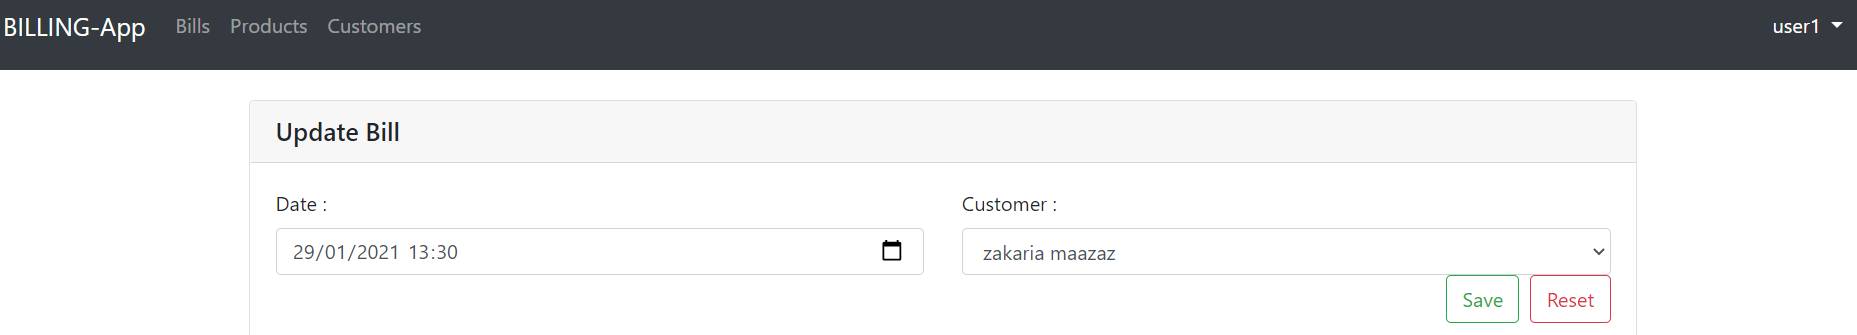 BILLING-App Bills Products Customers user1
Update Bill
Date : Customer :
29/01/2021 13:30 zakaria maazaz
Save Reset